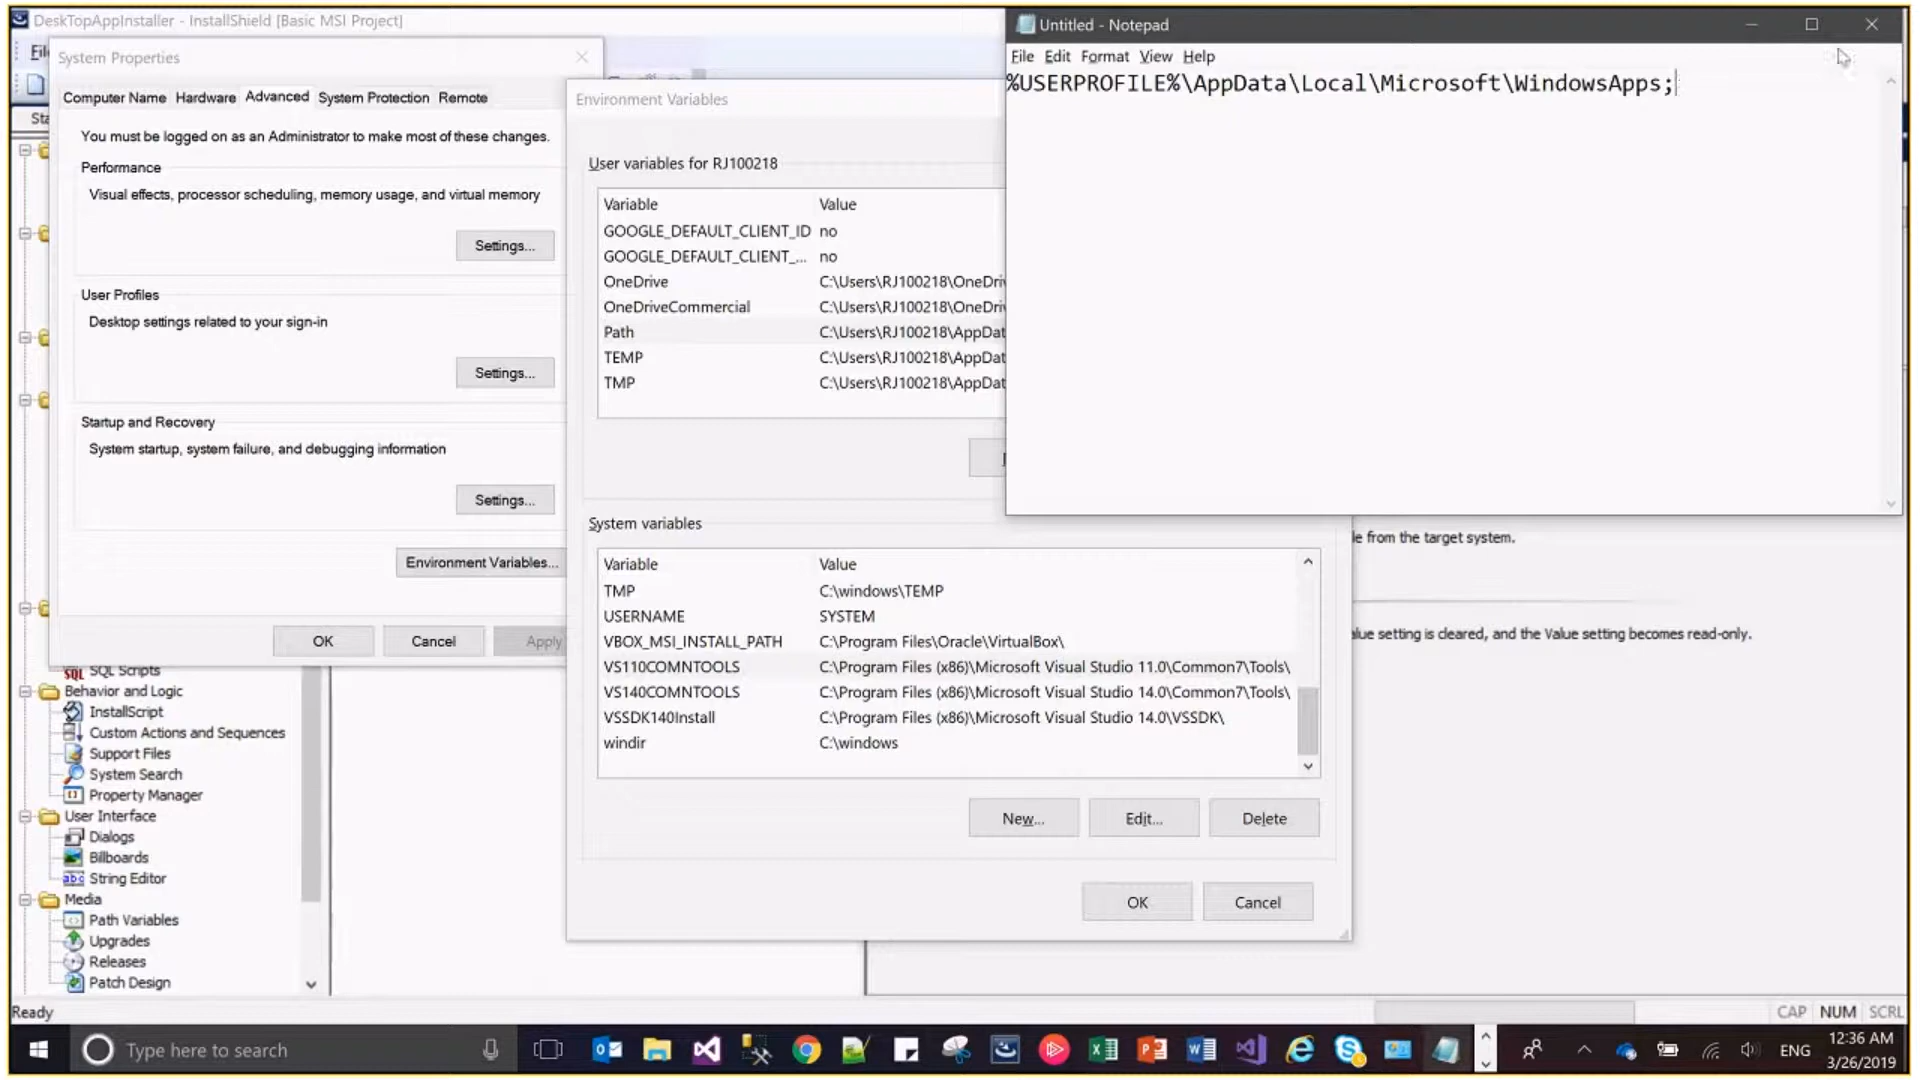 DeskTopAppInstaller - InstallShield [Basic MSI Project]
System Properties
Computer Name Hardware Advanced System Protection Remote
You must be logged on as an Administrator to make most of these changes.
Performance
Visual effects, processor scheduling, memory usage, and virtual memory
Settings...
User Profiles
Desktop settings related to your sign-in
Settings...
Startup and Recovery
System startup, system failure, and debugging information
Settings...
Environment Variables...
OK Cancel Apply
Environment Variables
User variables for RJ100218
Variable Value
GOOGLE_DEFAULT_CLIENT_ID no
GOOGLE_DEFAULT_CLIENT_... no
OneDrive C:\Users\RJ100218\OneDri
OneDriveCommercial C:\Users\RJ100218\OneDri
Path C:\Users\RJ100218\AppData
TEMP C:\Users\RJ100218\AppDat
TMP C:\Users\RJ100218\AppDat
System variables
Variable Value
TMP C:\windows\TEMP
USERNAME SYSTEM
VBOX_MSI_INSTALL_PATH C:\Program Files\Oracle\VirtualBox\
VS110COMNTOOLS C:\Program Files (x86)\Microsoft Visual Studio 11.0\Common7\Tools\
VS140COMNTOOLS C:\Program Files (x86)\Microsoft Visual Studio 14.0\Common7\Tools\
VSSDK140Install C:\Program Files (x86)\Microsoft Visual Studio 14.0\VSSDK\
windir C:\windows
New... Edit... Delete
OK Cancel
Untitled - Notepad
File Edit Format View Help
%USERPROFILE%\AppData\Local\Microsoft\WindowsApps;
le from the target system.
alue setting is cleared, and the Value setting becomes read-only.
SQL Scripts
Behavior and Logic
InstallScript
Custom Actions and Sequences
Support Files
System Search
Property Manager
User Interface
Dialogs
Billboards
String Editor
Media
Path Variables
Upgrades
Releases
Patch Design
Ready
CAP NUM SCRL
Type here to search
ENG
12:36 AM
3/26/2019